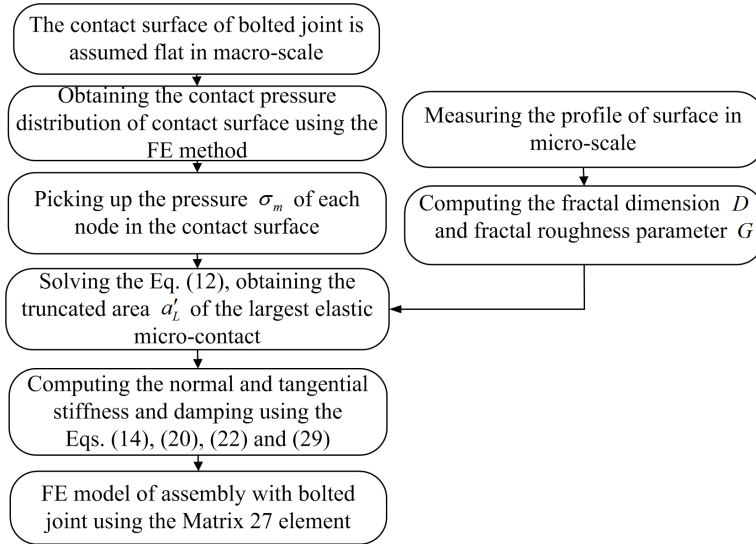 The contact surface of bolted joint is
assumed flat in macro-scale
Obtaining the contact pressure
distribution of contact surface using the
FE method
Picking up the pressure σm of each
node in the contact surface
Solving the Eq. (12), obtaining the
truncated area a′L of the largest elastic
micro-contact
Computing the normal and tangential
stiffness and damping using the
Eqs. (14), (20), (22) and (29)
FE model of assembly with bolted
joint using the Matrix 27 element
Measuring the profile of surface in
micro-scale
Computing the fractal dimension D
and fractal roughness parameter G